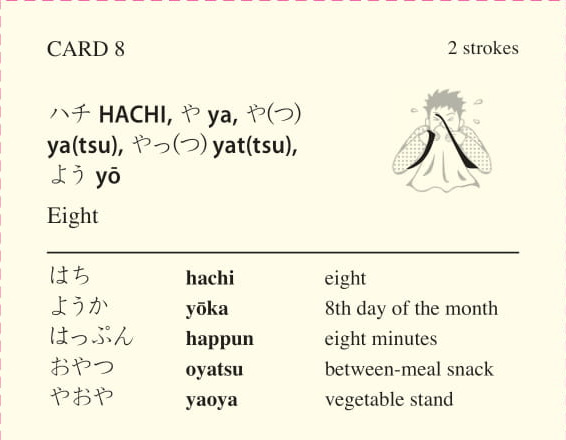 CARD 8 2 strokes
ハチ HACHI, や ya, や(つ)
ya(tsu), やっ(つ) yat(tsu),
よう yō
Eight
はち hachi eight
ようか yōka 8th day of the month
はっぷん happun eight minutes
おやつ oyatsu between-meal snack
やおや yaoya vegetable stand